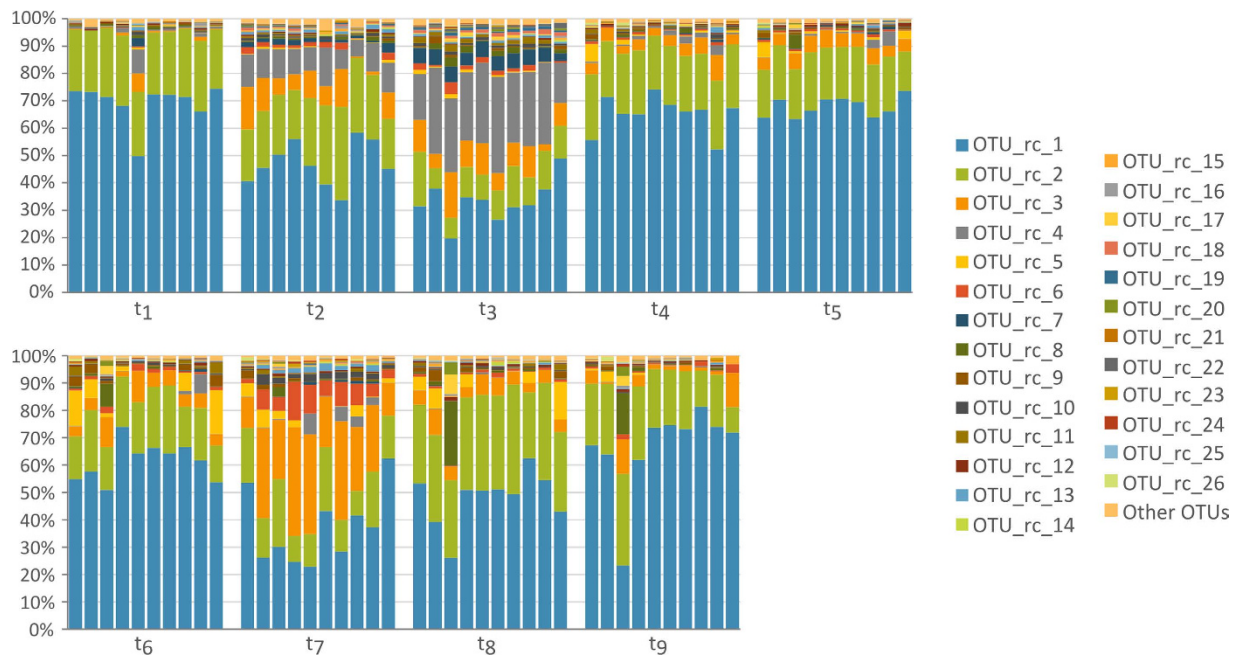 100%
90%
80%
70%
60%
50%
40%
30%
20%
10%
0%
t1 t2 t3 t4 t5
100%
90%
80%
70%
60%
50%
40%
30%
20%
10%
0%
t6 t7 t8 t9
OTU_rc_1
OTU_rc_2
OTU_rc_3
OTU_rc_4
OTU_rc_5
OTU_rc_6
OTU_rc_7
OTU_rc_8
OTU_rc_9
OTU_rc_10
OTU_rc_11
OTU_rc_12
OTU_rc_13
OTU_rc_14
OTU_rc_15
OTU_rc_16
OTU_rc_17
OTU_rc_18
OTU_rc_19
OTU_rc_20
OTU_rc_21
OTU_rc_22
OTU_rc_23
OTU_rc_24
OTU_rc_25
OTU_rc_26
Other OTUs